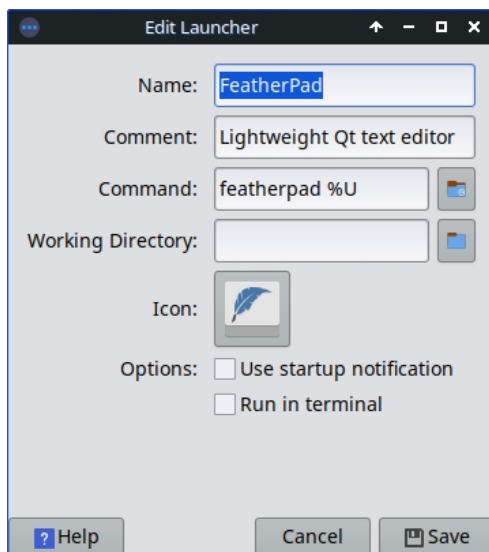 Edit Launcher
Name: FeatherPad
Comment: Lightweight Qt text editor
Command: featherpad %U
Working Directory:
Icon:
Options: Use startup notification
Run in terminal
? Help Cancel Save